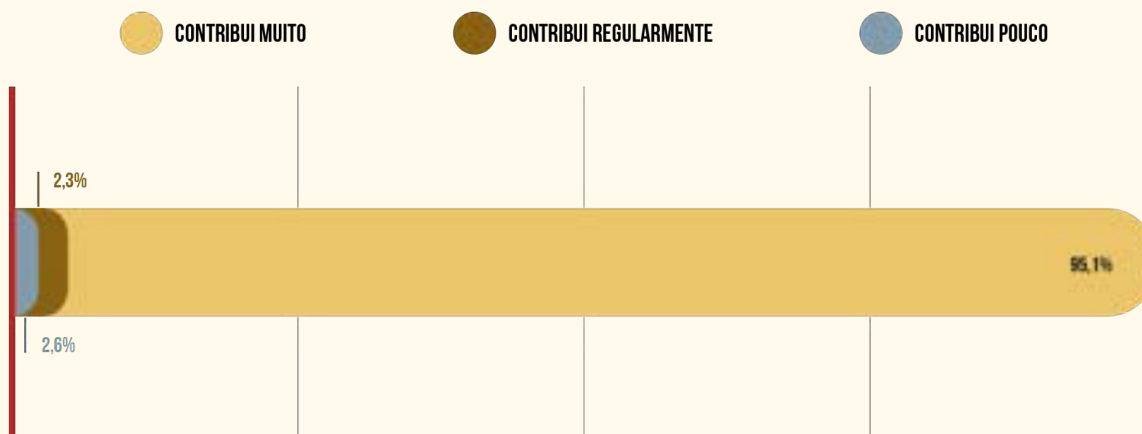 CONTRIBUI MUITO
CONTRIBUI REGULARMENTE
CONTRIBUI POUCO
2,3%
95,1%
2,6%